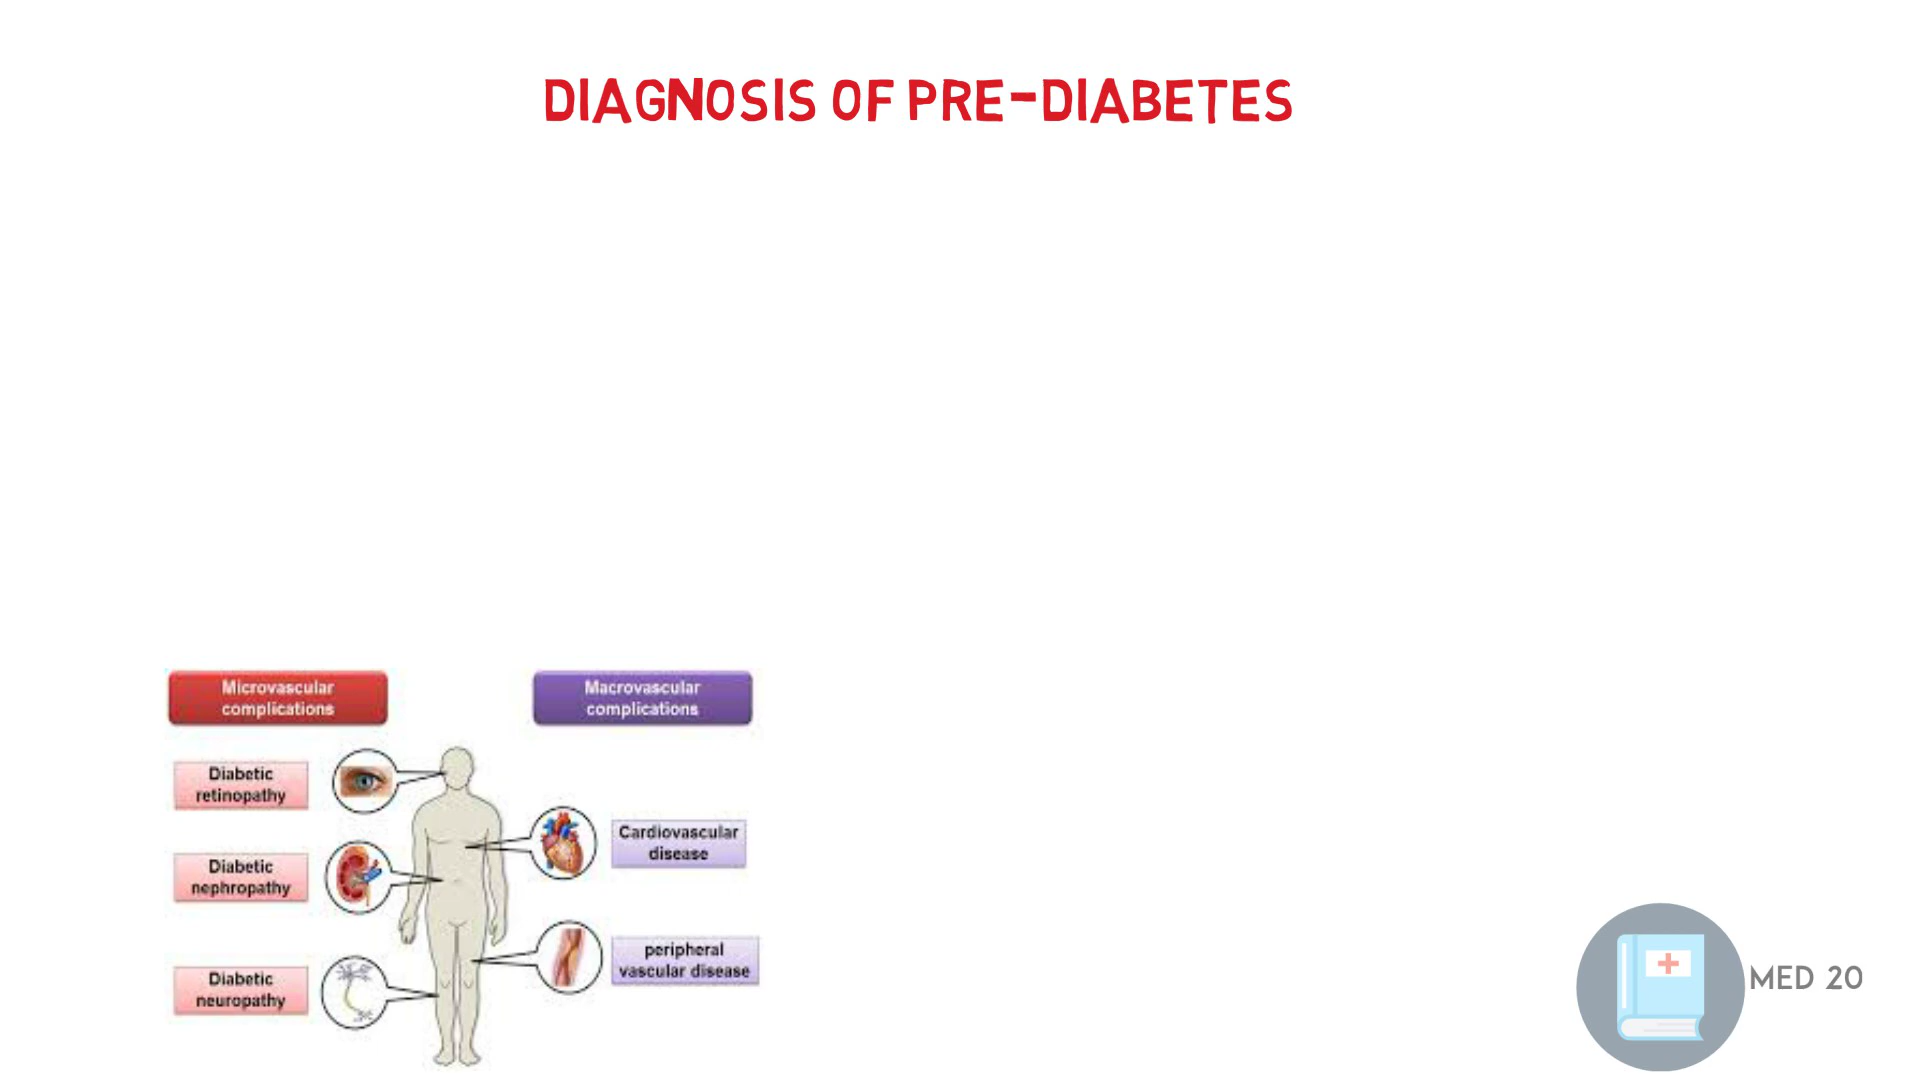 DIAGNOSIS OF PRE-DIABETES
Microvascular
complications
Macrovascular
complications
Diabetic
retinopathy
Cardiovascular
disease
Diabetic
nephropathy
peripheral
vascular disease
Diabetic
neuropathy
MED 20